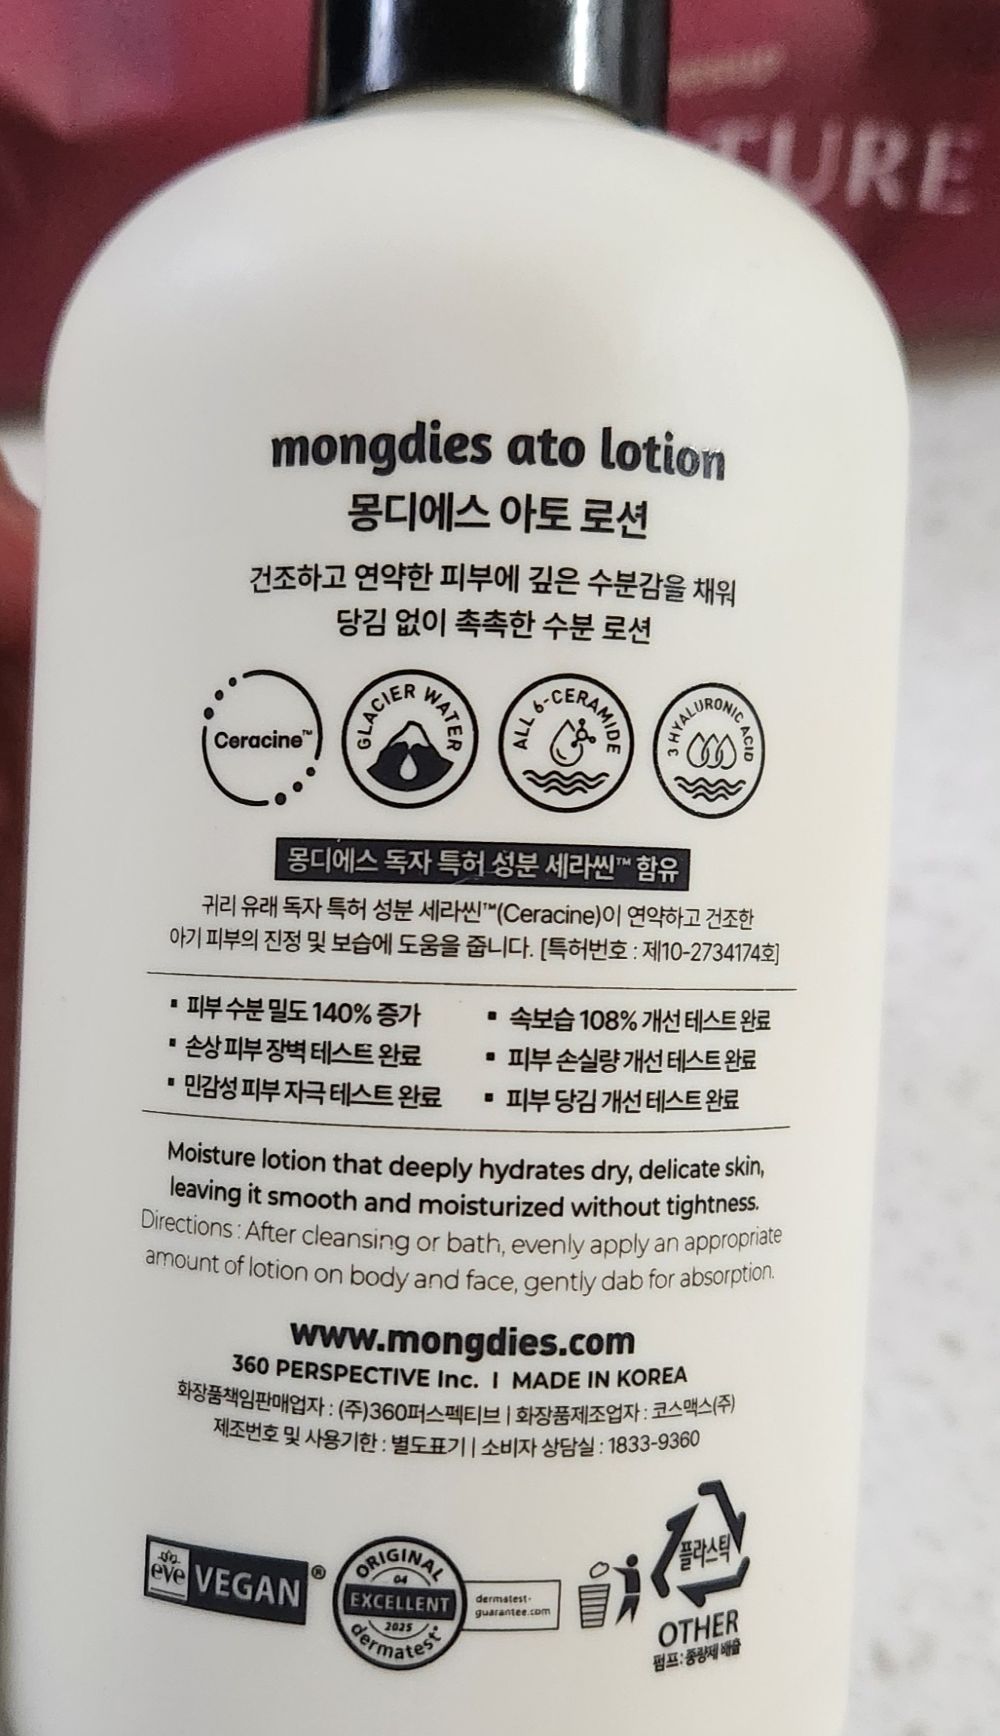 TURE
mongdies ato lotion
몽디에스 아토 로션
건조하고 연약한 피부에 깊은 수분감을 채워
당김 없이 촉촉한 수분 로션
Ceracine™
GLACIER WATER
ALL 6-CERAMIDE
3 HYALURONIC ACID
몽디에스 독자 특허 성분 세라씬™ 함유
귀리 유래 독자 특허 성분 세라씬™(Ceracine)이 연약하고 건조한
아기 피부의 진정 및 보습에 도움을 줍니다. [특허번호 : 제10-2734174호]
▪ 피부 수분 밀도 140% 증가 ▪ 속보습 108% 개선 테스트 완료
▪ 손상 피부 장벽 테스트 완료 ▪ 피부 손실량 개선 테스트 완료
▪ 민감성 피부 자극 테스트 완료 ▪ 피부 당김 개선 테스트 완료
Moisture lotion that deeply hydrates dry, delicate skin,
leaving it smooth and moisturized without tightness.
Directions : After cleansing or bath, evenly apply an appropriate
amount of lotion on body and face, gently dab for absorption.
www.mongdies.com
360 PERSPECTIVE Inc. I MADE IN KOREA
화장품책임판매업자 : (주)360퍼스펙티브 | 화장품제조업자 : 코스맥스(주)
제조번호 및 사용기한 : 별도표기 | 소비자 상담실 : 1833-9360
eve VEGAN®
ORIGINAL
04
EXCELLENT
2025
dermatest®
dermatest-
guarantee.com
플라스틱
OTHER
펌프: 종량제 배출